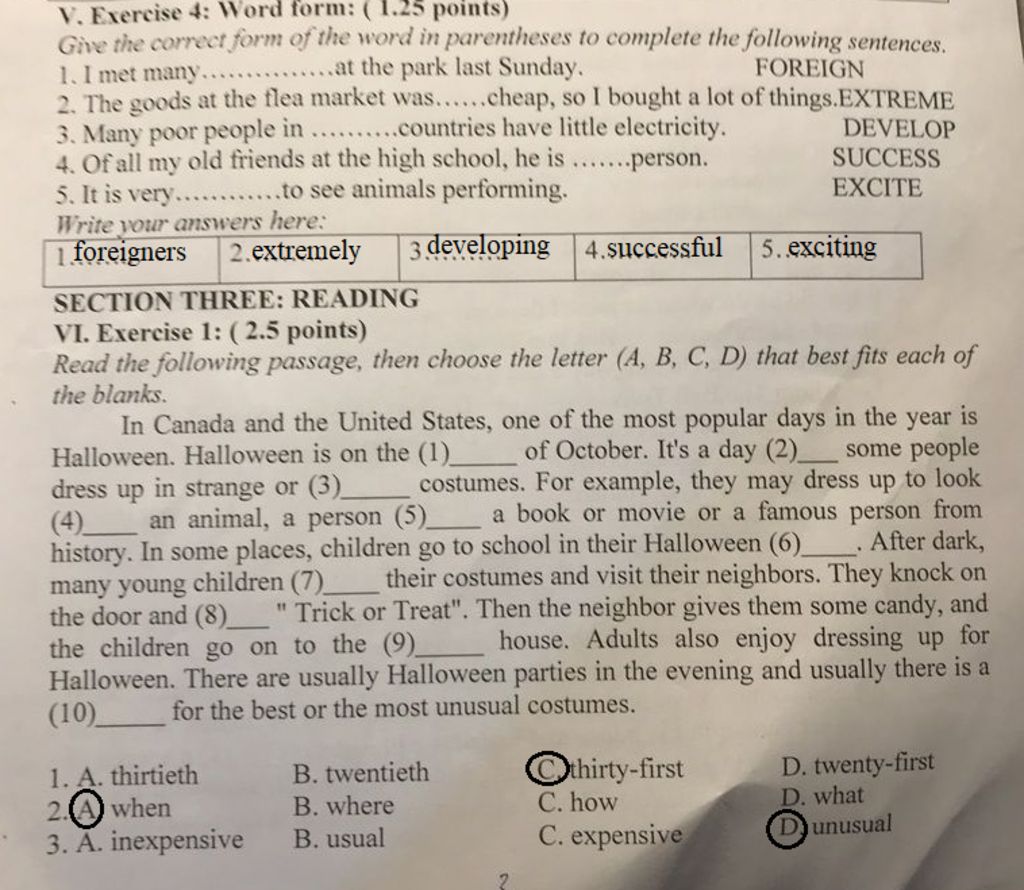 V. Exercise 4: Word form: ( 1.25 points)
Give the correct form of the word in parentheses to complete the following sentences.
1. I met many...............at the park last Sunday. FOREIGN
2. The goods at the flea market was......cheap, so I bought a lot of things.EXTREME
3. Many poor people in ..........countries have little electricity. DEVELOP
4. Of all my old friends at the high school, he is .......person. SUCCESS
5. It is very............to see animals performing. EXCITE
Write your answers here:
1 foreigners 2.extremely 3.developing 4.successful 5. exciting
SECTION THREE: READING
VI. Exercise 1: ( 2.5 points)
Read the following passage, then choose the letter (A, B, C, D) that best fits each of
the blanks.
In Canada and the United States, one of the most popular days in the year is
Halloween. Halloween is on the (1)_____ of October. It's a day (2)___ some people
dress up in strange or (3)_____ costumes. For example, they may dress up to look
(4)____ an animal, a person (5)____ a book or movie or a famous person from
history. In some places, children go to school in their Halloween (6)____. After dark,
many young children (7)____ their costumes and visit their neighbors. They knock on
the door and (8)___ " Trick or Treat". Then the neighbor gives them some candy, and
the children go on to the (9)_____ house. Adults also enjoy dressing up for
Halloween. There are usually Halloween parties in the evening and usually there is a
(10)_____ for the best or the most unusual costumes.
1. A. thirtieth B. twentieth C. thirty-first D. twenty-first
2. A. when B. where C. how D. what
3. A. inexpensive B. usual C. expensive D. unusual
2